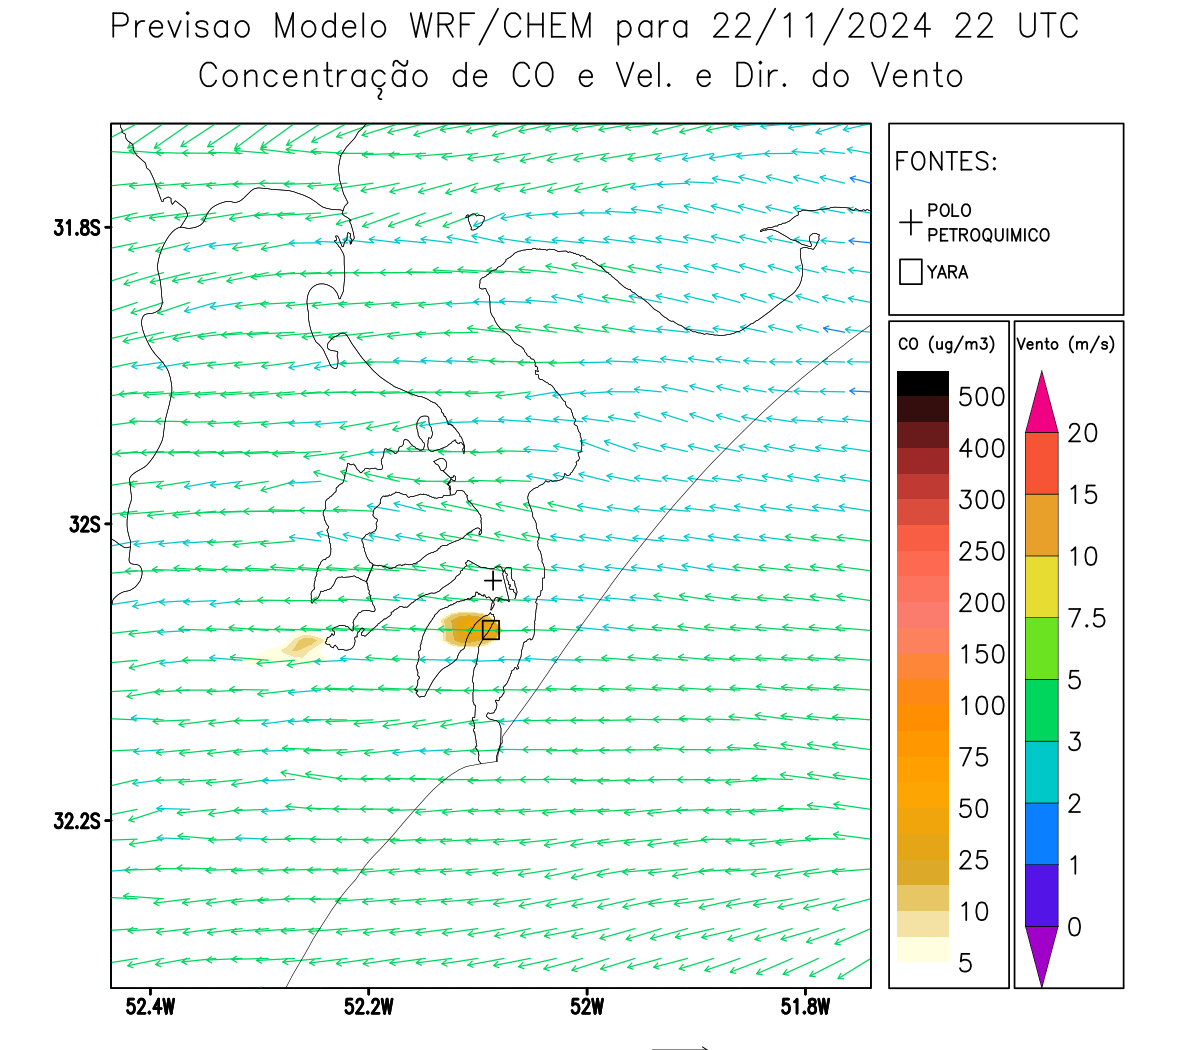 Previsao Modelo WRF/CHEM para 22/11/2024 22 UTC
Concentração de CO e Vel. e Dir. do Vento
FONTES:
POLO
PETROQUIMICO
YARA
CO (ug/m3)
500
400
300
250
200
150
100
75
50
25
10
5
Vento (m/s)
20
15
10
7.5
5
3
2
1
0
31.8S
32S
32.2S
52.4W
52.2W
52W
51.8W